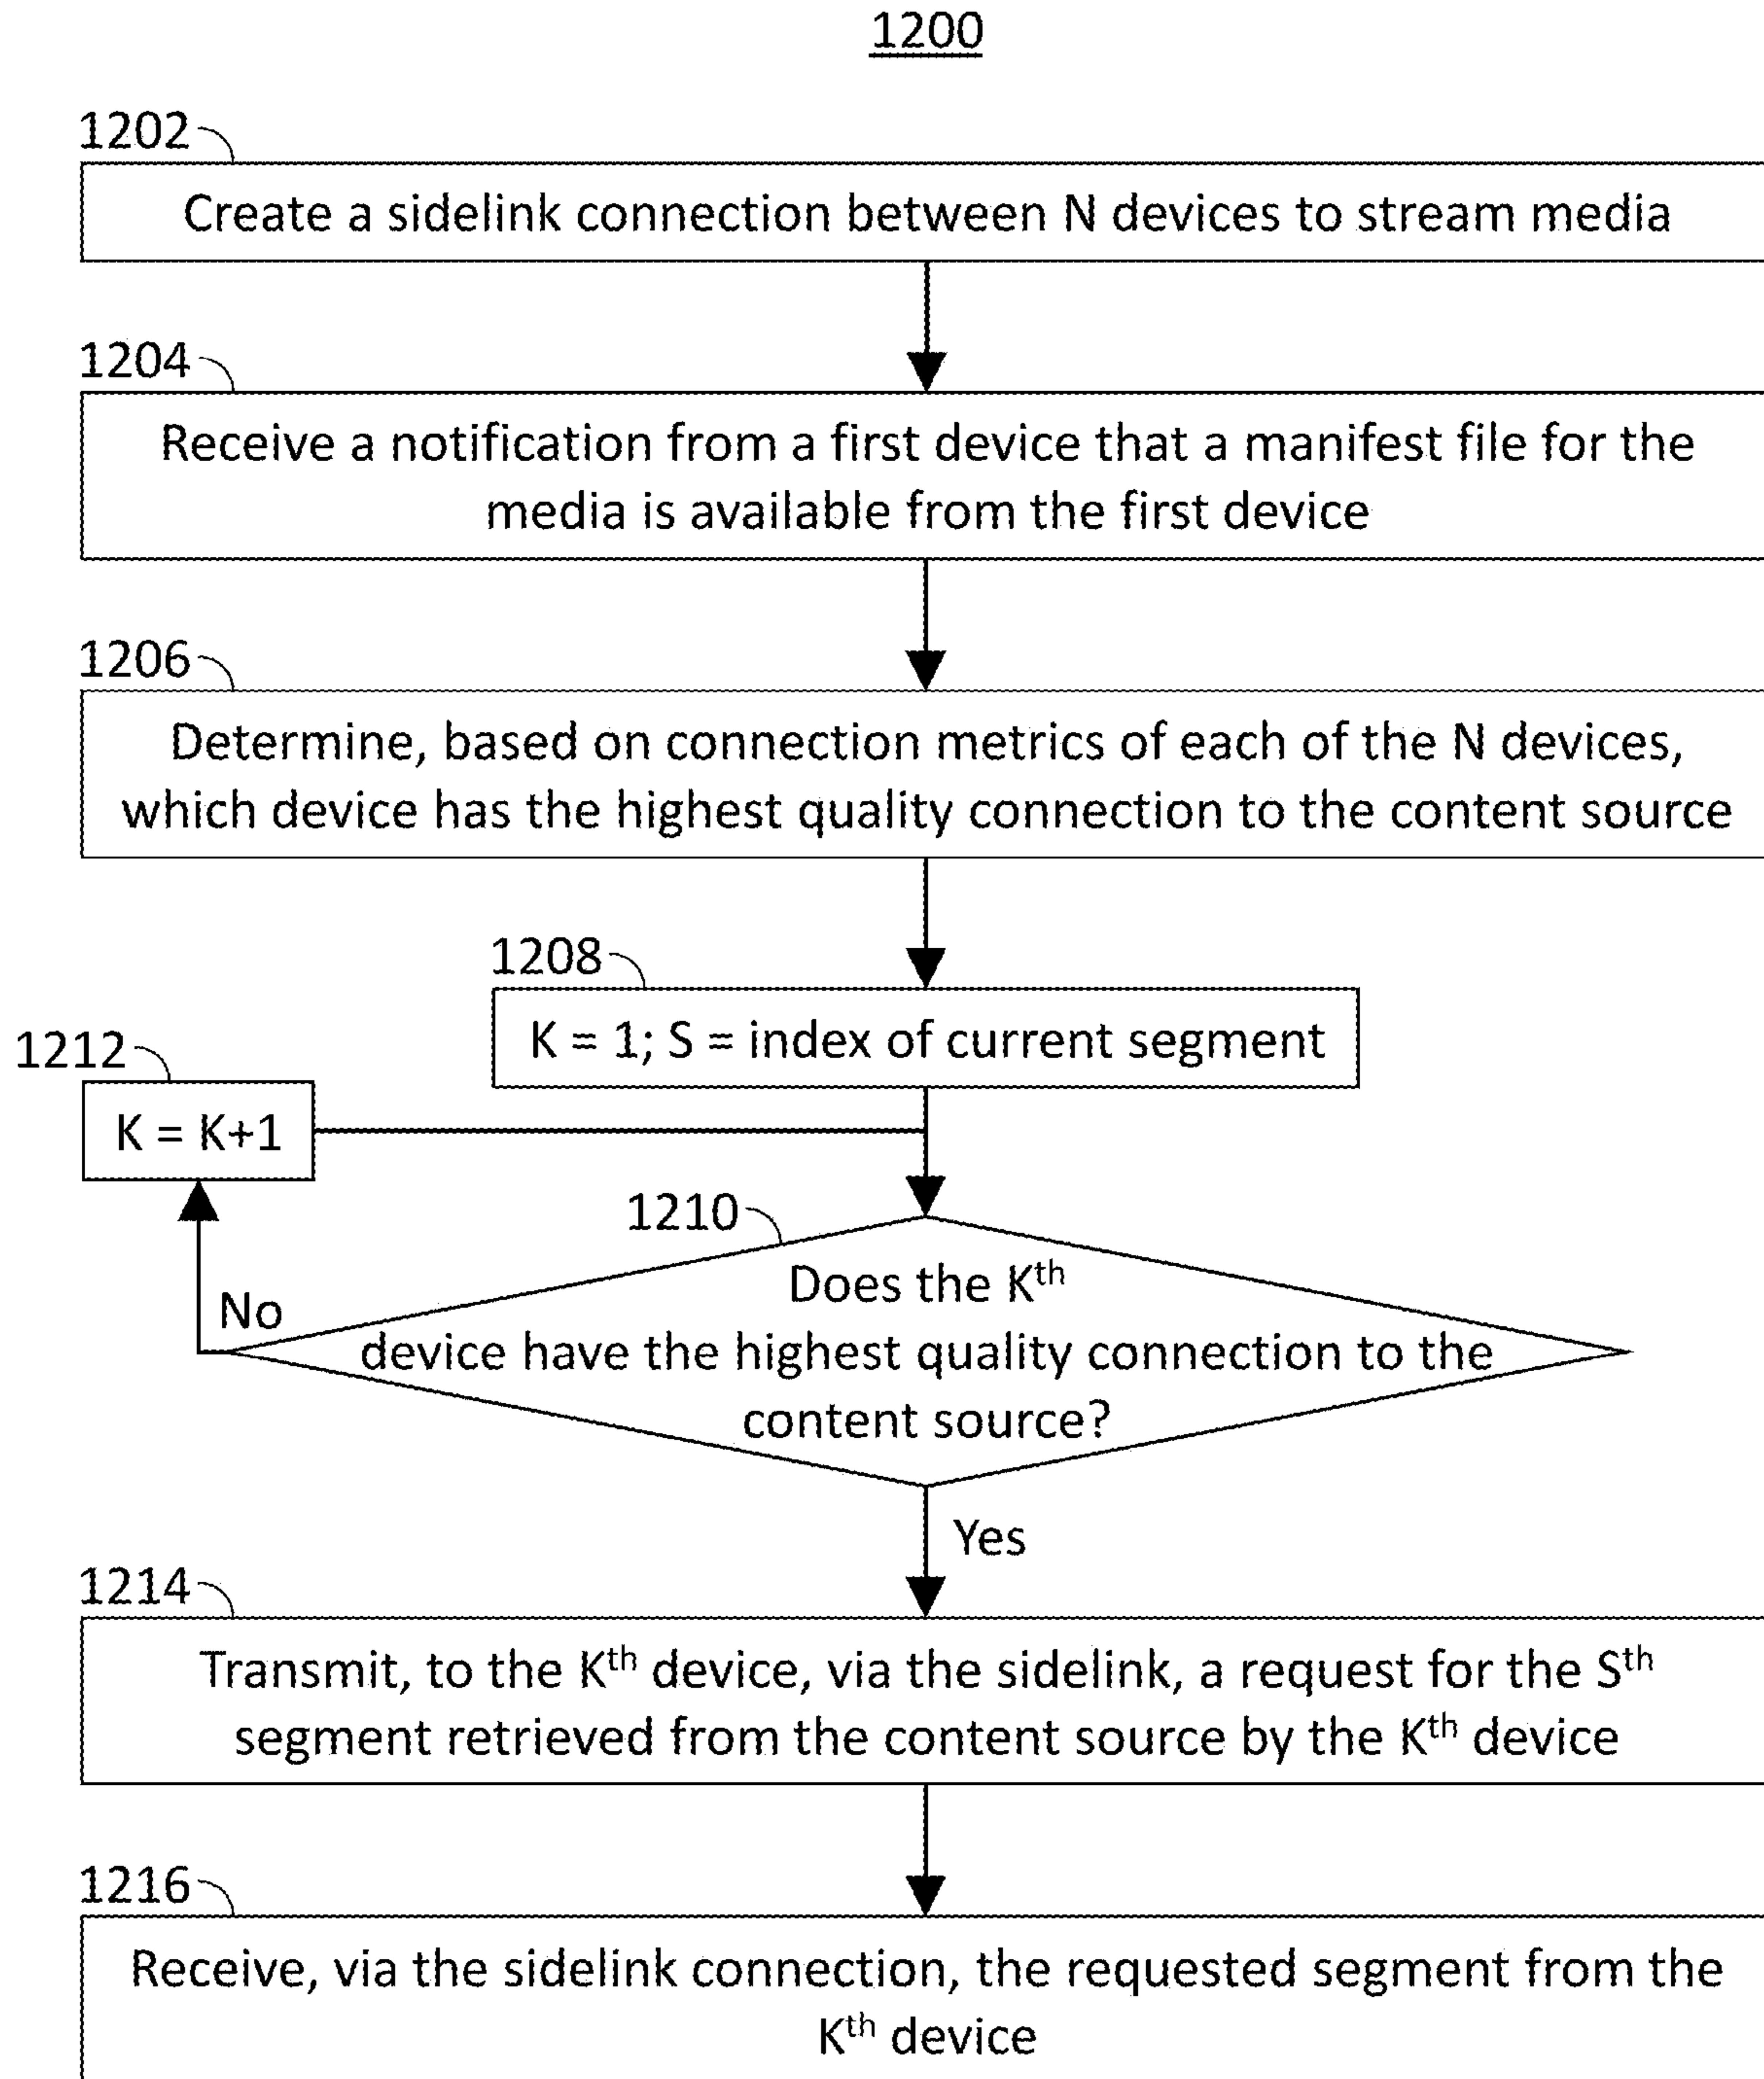 1200
1202
Create a sidelink connection between N devices to stream media
1204
Receive a notification from a first device that a manifest file for the
media is available from the first device
1206
Determine, based on connection metrics of each of the N devices,
which device has the highest quality connection to the content source
1208
K = 1; S = index of current segment
1212
K = K+1
1210
Does the Kth
device have the highest quality connection to the
content source?
No
Yes
1214
Transmit, to the Kth device, via the sidelink, a request for the Sth
segment retrieved from the content source by the Kth device
1216
Receive, via the sidelink connection, the requested segment from the
Kth device